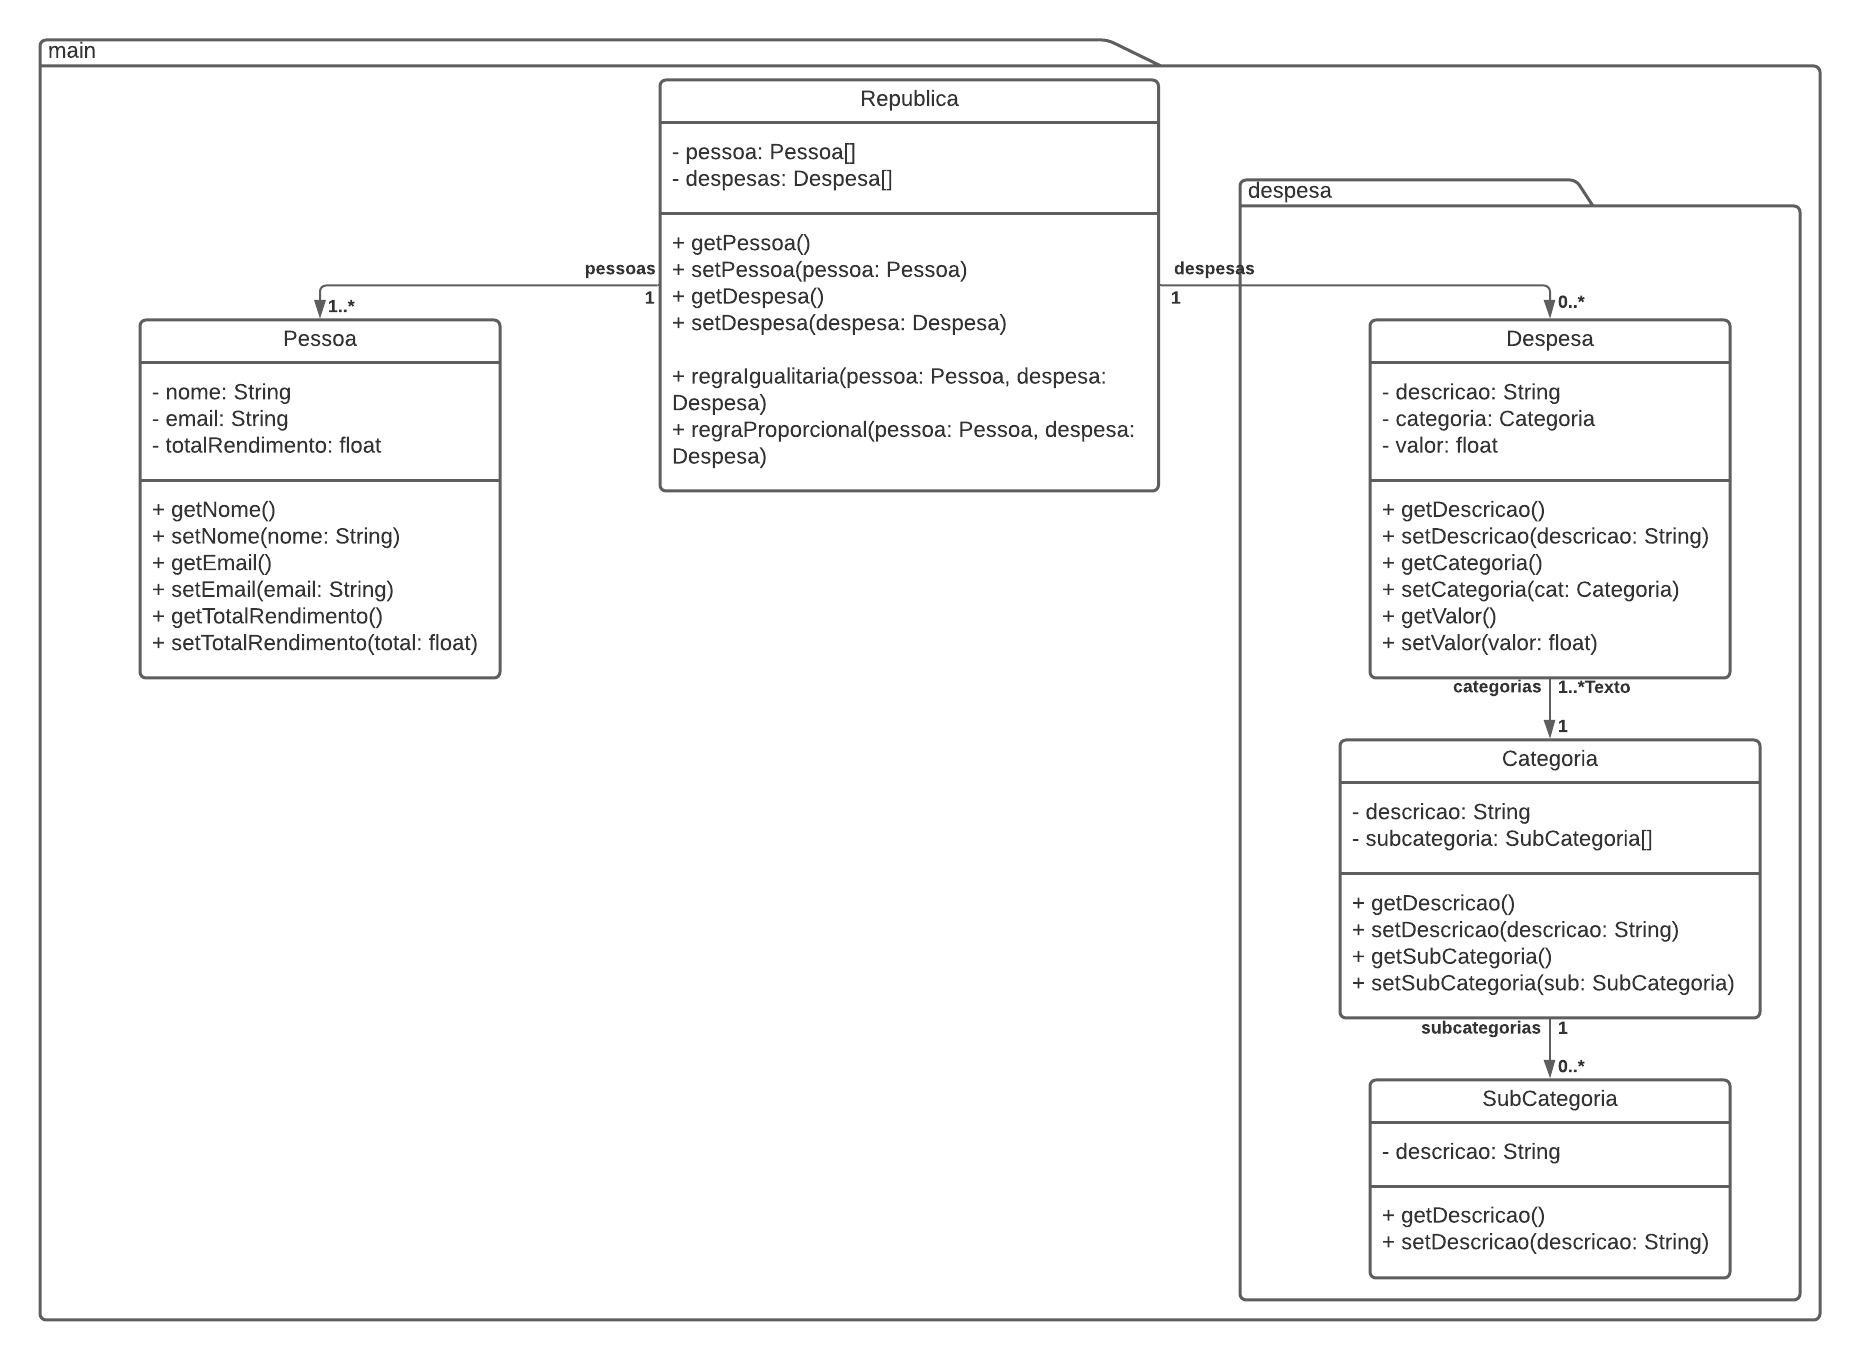 main
Republica
- pessoa: Pessoa[]
- despesas: Despesa[]
+ getPessoa()
+ setPessoa(pessoa: Pessoa)
+ getDespesa()
+ setDespesa(despesa: Despesa)
+ regraIgualitaria(pessoa: Pessoa, despesa:
Despesa)
+ regraProporcional(pessoa: Pessoa, despesa:
Despesa)
pessoas
1
1..*
Pessoa
- nome: String
- email: String
- totalRendimento: float
+ getNome()
+ setNome(nome: String)
+ getEmail()
+ setEmail(email: String)
+ getTotalRendimento()
+ setTotalRendimento(total: float)
despesa
despesas
1
0..*
Despesa
- descricao: String
- categoria: Categoria
- valor: float
+ getDescricao()
+ setDescricao(descricao: String)
+ getCategoria()
+ setCategoria(cat: Categoria)
+ getValor()
+ setValor(valor: float)
categorias 1..*Texto
1
Categoria
- descricao: String
- subcategoria: SubCategoria[]
+ getDescricao()
+ setDescricao(descricao: String)
+ getSubCategoria()
+ setSubCategoria(sub: SubCategoria)
subcategorias 1
0..*
SubCategoria
- descricao: String
+ getDescricao()
+ setDescricao(descricao: String)